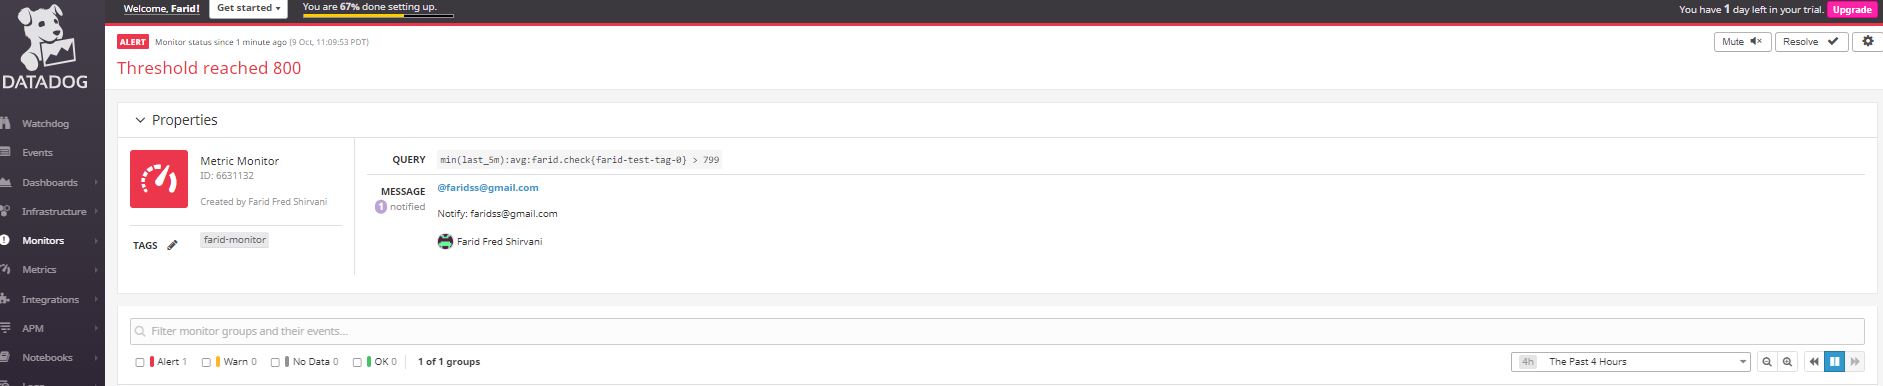 DATADOG
Watchdog
Events
Dashboards
Infrastructure
Monitors
Metrics
Integrations
APM
Notebooks
Welcome, Farid!
Get started
You are 67% done setting up.
You have 1 day left in your trial. Upgrade
ALERT Monitor status since 1 minute ago (9 Oct, 11:09:53 PDT)
Mute
Resolve
Threshold reached 800
Properties
Metric Monitor
ID: 6631132
Created by Farid Fred Shirvani
TAGS farid-monitor
QUERY min(last_5m):avg:farid.check{farid-test-tag-0} > 799
MESSAGE @faridss@gmail.com
1 notified
Notify: faridss@gmail.com
Farid Fred Shirvani
Filter monitor groups and their events...
Alert 1 Warn 0 No Data 0 OK 0 1 of 1 groups
4h The Past 4 Hours